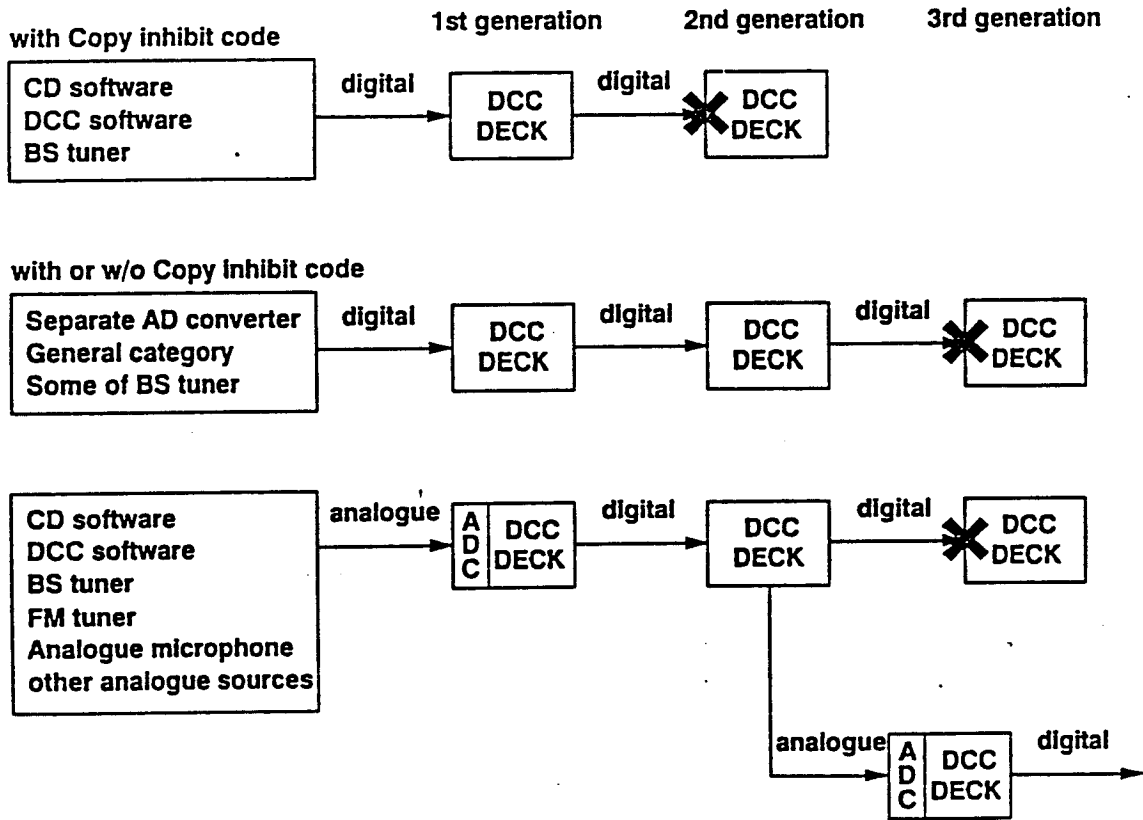 1st generation 2nd generation 3rd generation
with Copy inhibit code
CD software
DCC software
BS tuner
digital
DCC
DECK
digital
DCC
DECK
with or w/o Copy inhibit code
Separate AD converter
General category
Some of BS tuner
digital
DCC
DECK
digital
DCC
DECK
digital
DCC
DECK
CD software
DCC software
BS tuner
FM tuner
Analogue microphone
other analogue sources
analogue
ADC
DCC
DECK
digital
DCC
DECK
digital
DCC
DECK
analogue
ADC
DCC
DECK
digital